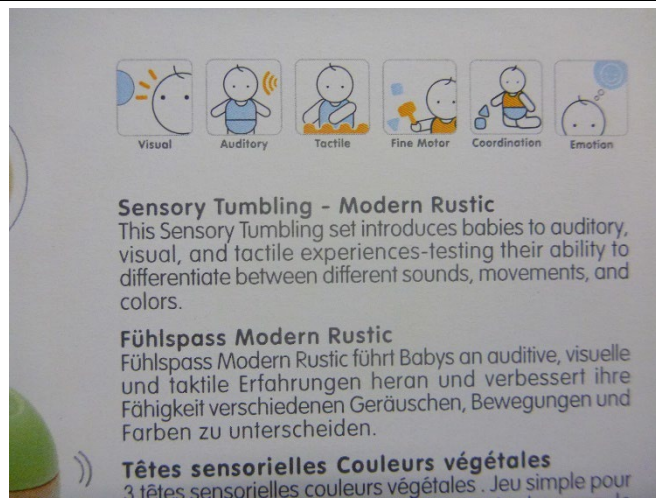 Visual Auditory Tactile Fine Motor Coordination Emotion
Sensory Tumbling - Modern Rustic
This Sensory Tumbling set introduces babies to auditory,
visual, and tactile experiences-testing their ability to
differentiate between different sounds, movements, and
colors.
Fühlspass Modern Rustic
Fühlspass Modern Rustic führt Babys an auditive, visuelle
und taktile Erfahrungen heran und verbessert ihre
Fähigkeit verschiedenen Geräuschen, Bewegungen und
Farben zu unterscheiden.
Têtes sensorielles Couleurs végétales
3 têtes sensorielles couleurs végétales . Jeu simple pour